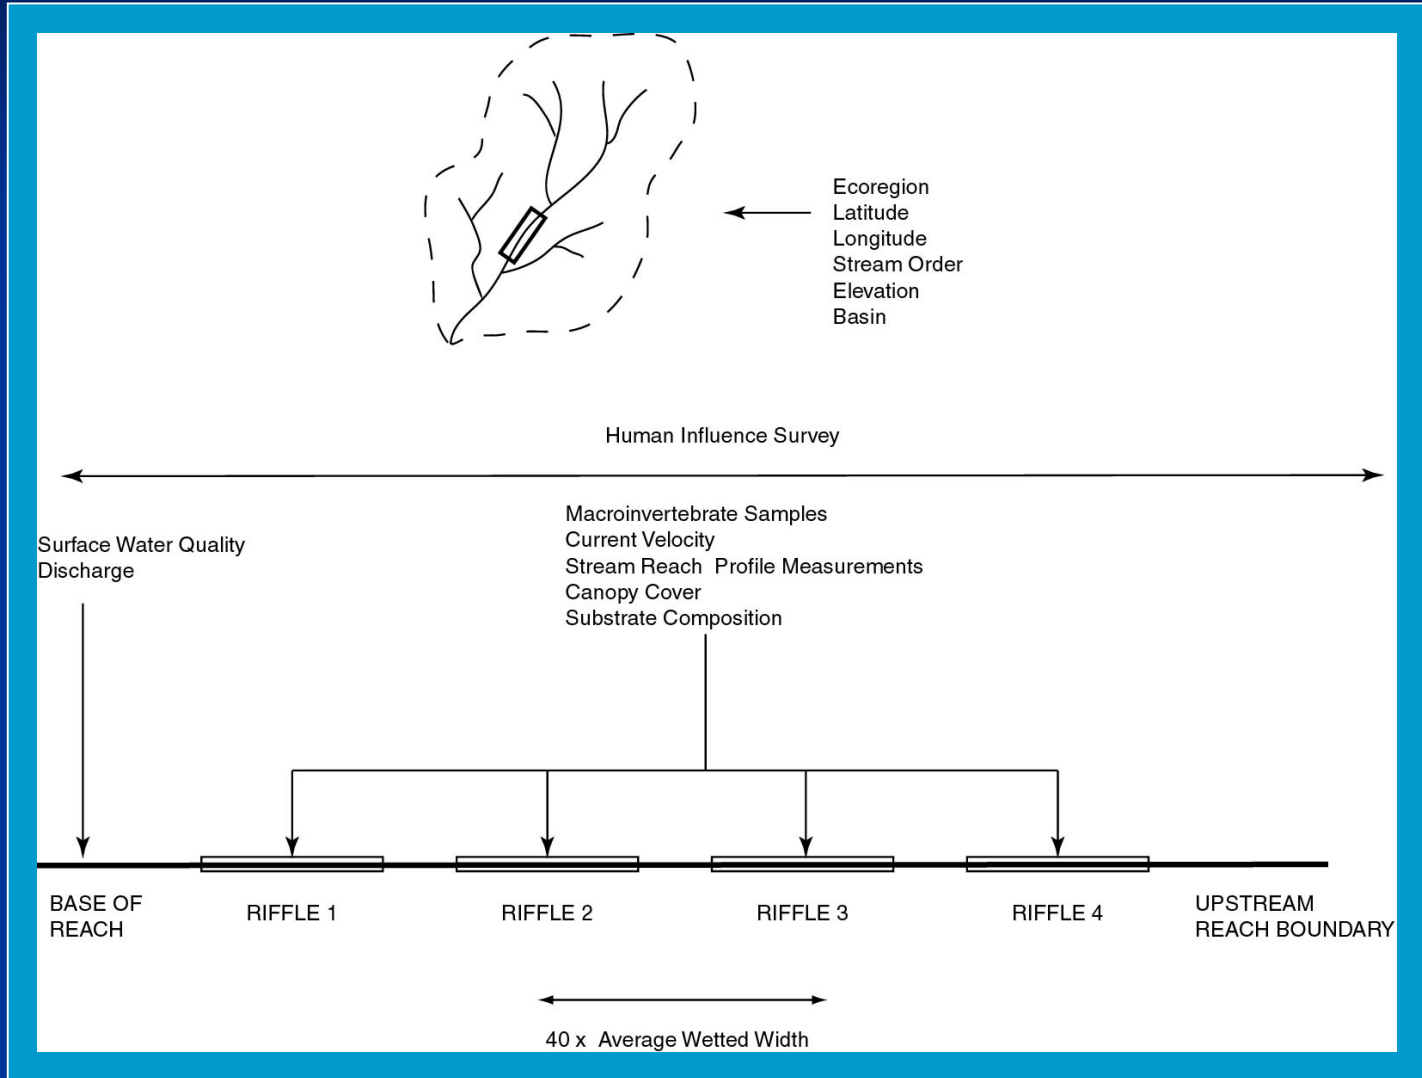 Ecoregion
Latitude
Longitude
Stream Order
Elevation
Basin
Human Influence Survey
Surface Water Quality
Discharge
Macroinvertebrate Samples
Current Velocity
Stream Reach Profile Measurements
Canopy Cover
Substrate Composition
BASE OF
REACH
RIFFLE 1
RIFFLE 2
RIFFLE 3
RIFFLE 4
UPSTREAM
REACH BOUNDARY
40 x Average Wetted Width